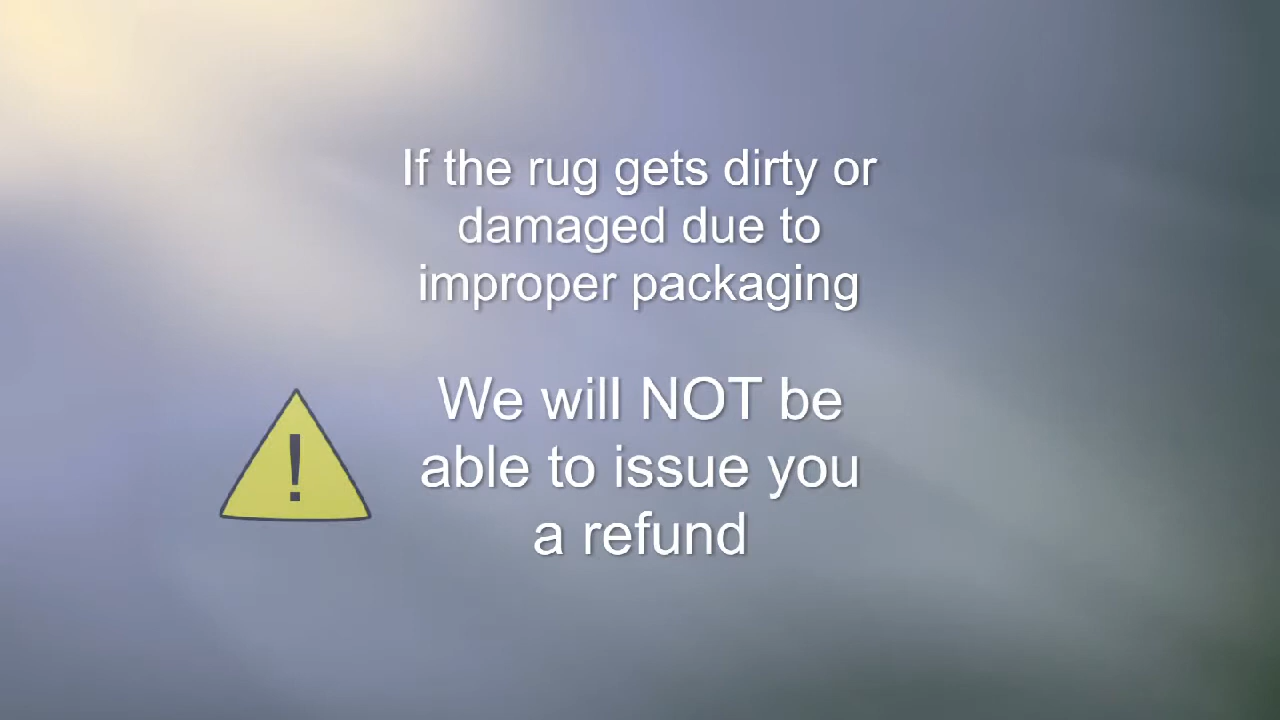 If the rug gets dirty or
damaged due to
improper packaging
We will NOT be
able to issue you
a refund
!